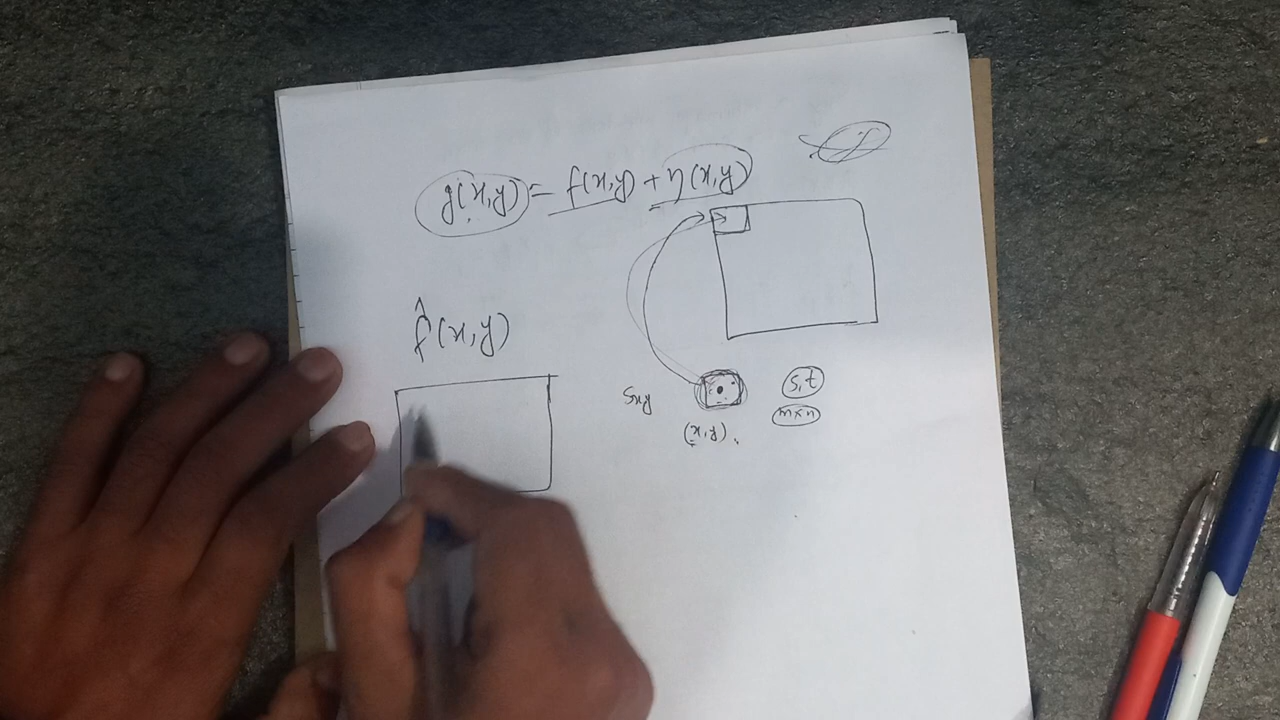 g(x,y) = f(x,y) + η(x,y)
f̂(x,y)
Sxy
s,t
m×n
(x,y).